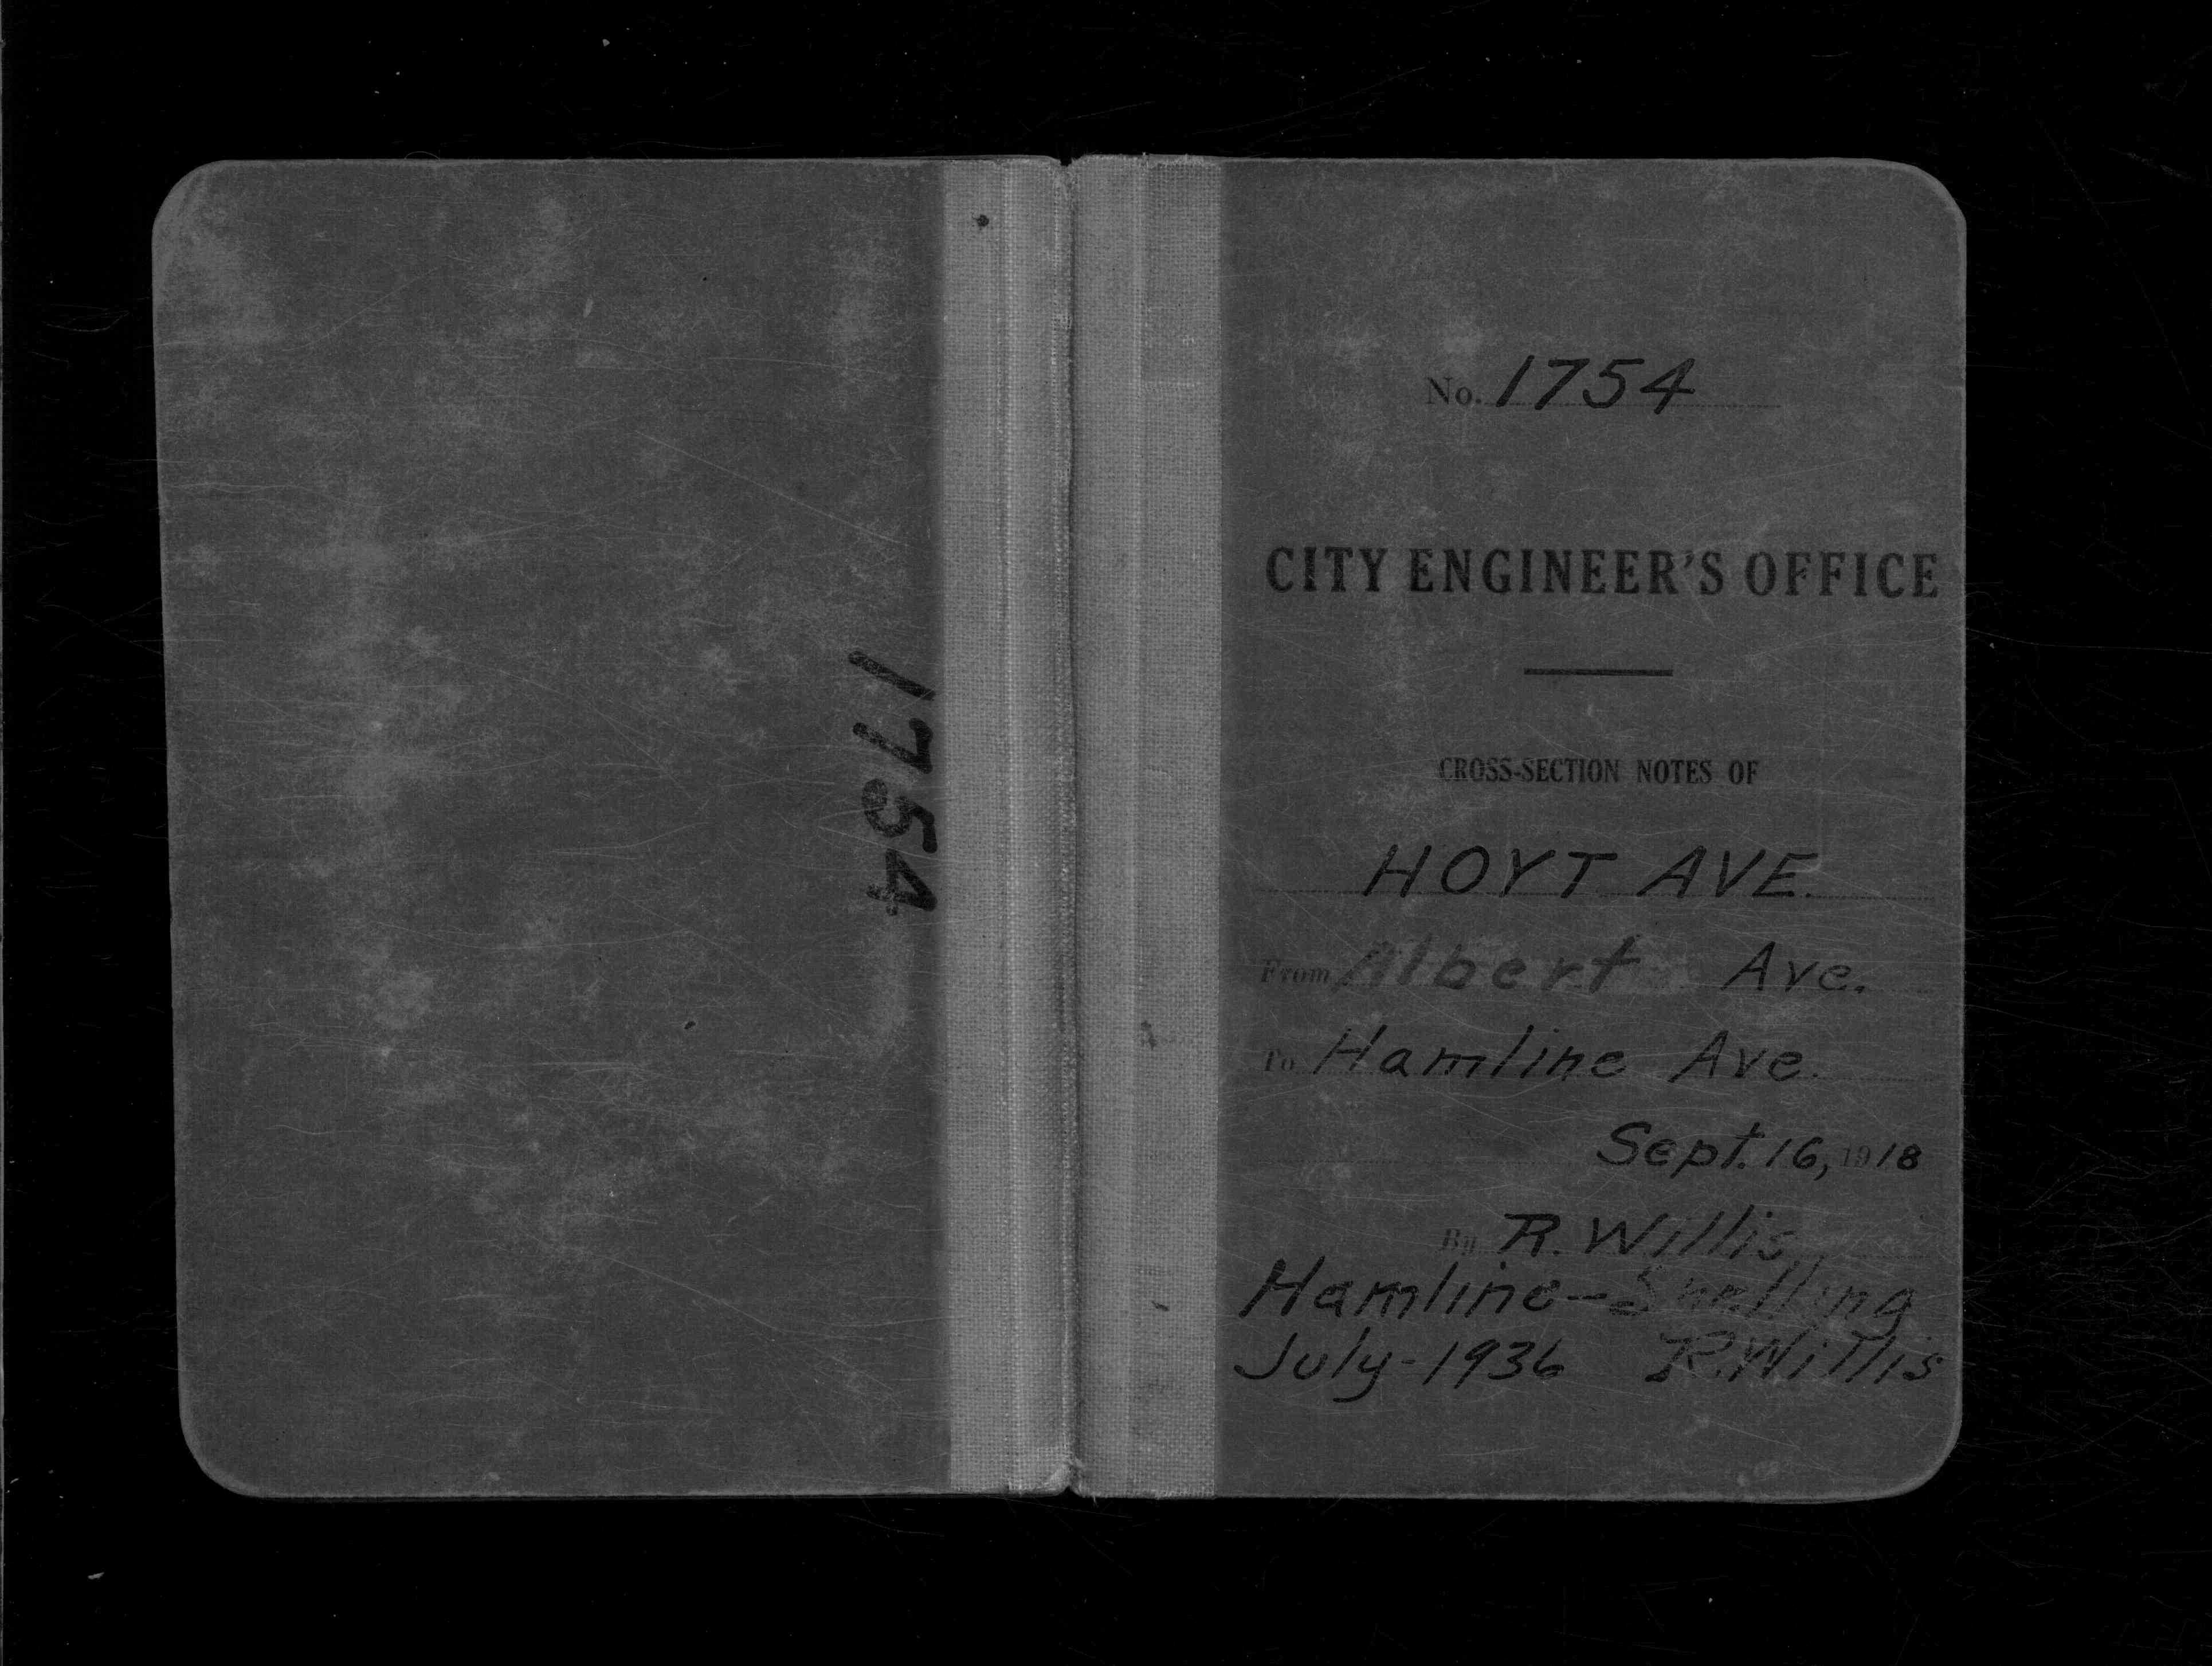 1754
No. 1754
CITY ENGINEER'S OFFICE
CROSS-SECTION NOTES OF
HOYT AVE.
From Albert Ave.
To Hamline Ave.
Sept. 16, 1918
By R. Willis
Hamline-Snelling
July-1936 R. Willis